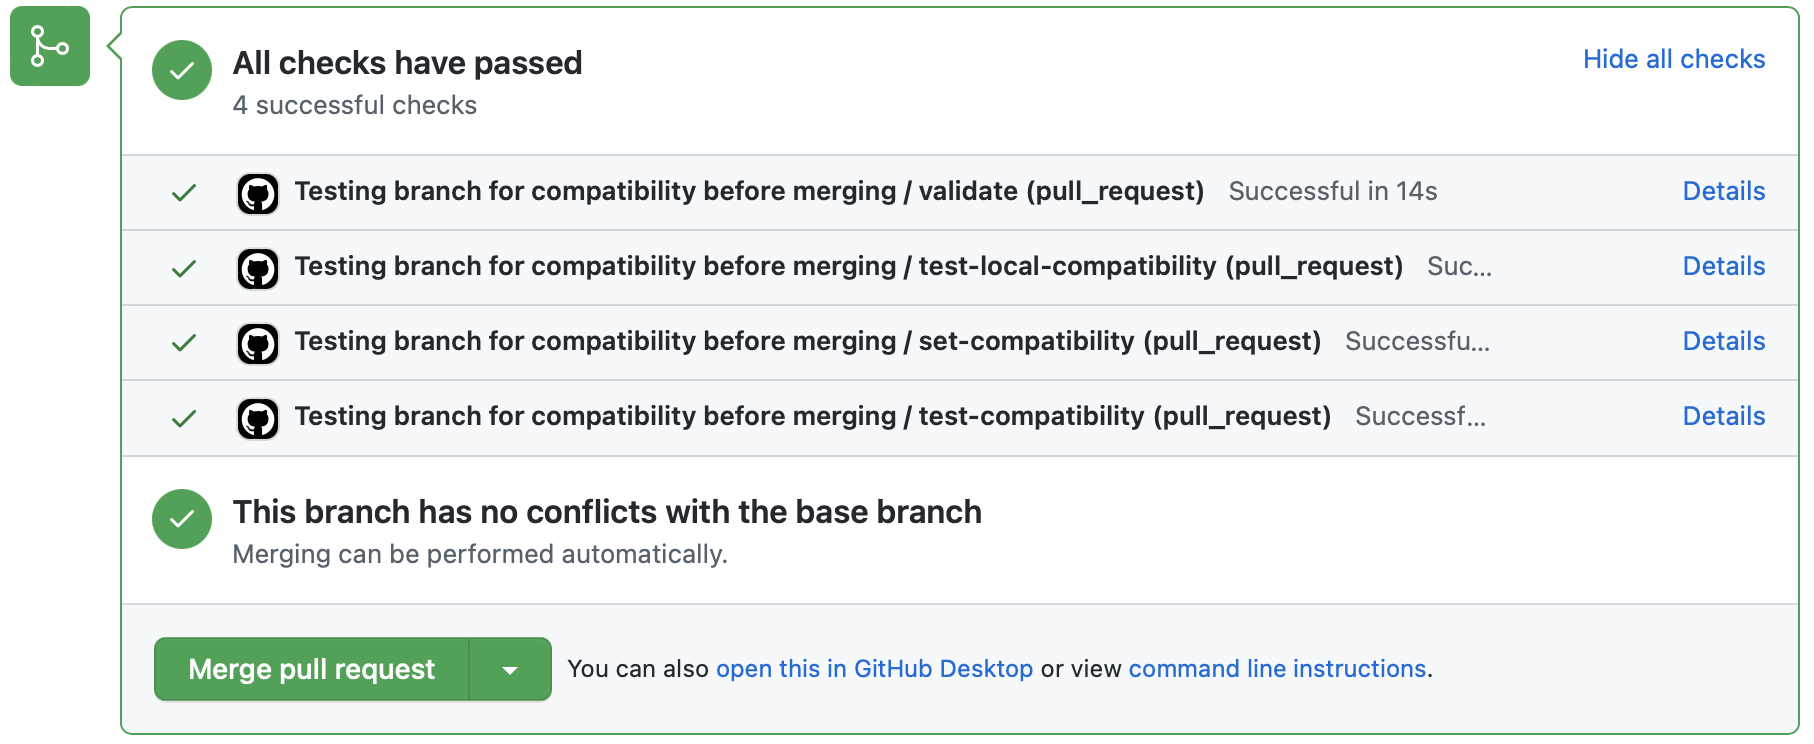 All checks have passed
Hide all checks
4 successful checks
Testing branch for compatibility before merging / validate (pull_request) Successful in 14s Details
Testing branch for compatibility before merging / test-local-compatibility (pull_request) Suc... Details
Testing branch for compatibility before merging / set-compatibility (pull_request) Successfu... Details
Testing branch for compatibility before merging / test-compatibility (pull_request) Successf... Details
This branch has no conflicts with the base branch
Merging can be performed automatically.
Merge pull request You can also open this in GitHub Desktop or view command line instructions.